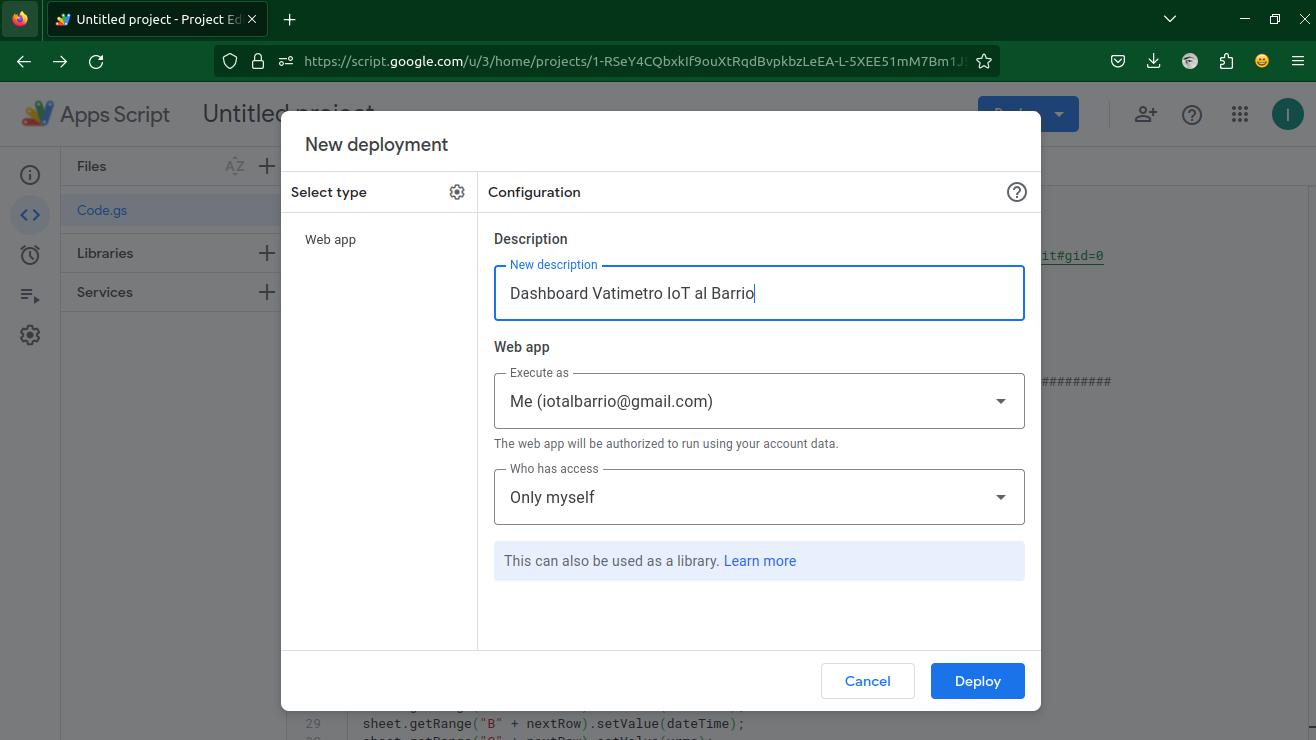 Untitled project - Project Ed
https://script.google.com/u/3/home/projects/1-RSeY4CQbxkIf9ouXtRqdBvpkbzLeEA-L-5XEE51mM7Bm1J
Apps Script
Untitled project
I
New deployment
Files
AZ
Select type
Configuration
Code.gs
Web app
Description
Libraries
New description
it#gid=0
Services
Dashboard Vatimetro IoT al Barrio
Web app
Execute as
#########
Me (iotalbarrio@gmail.com)
The web app will be authorized to run using your account data.
Who has access
Only myself
This can also be used as a library. Learn more
Cancel
Deploy
29 sheet.getRange("B" + nextRow).setValue(dateTime);